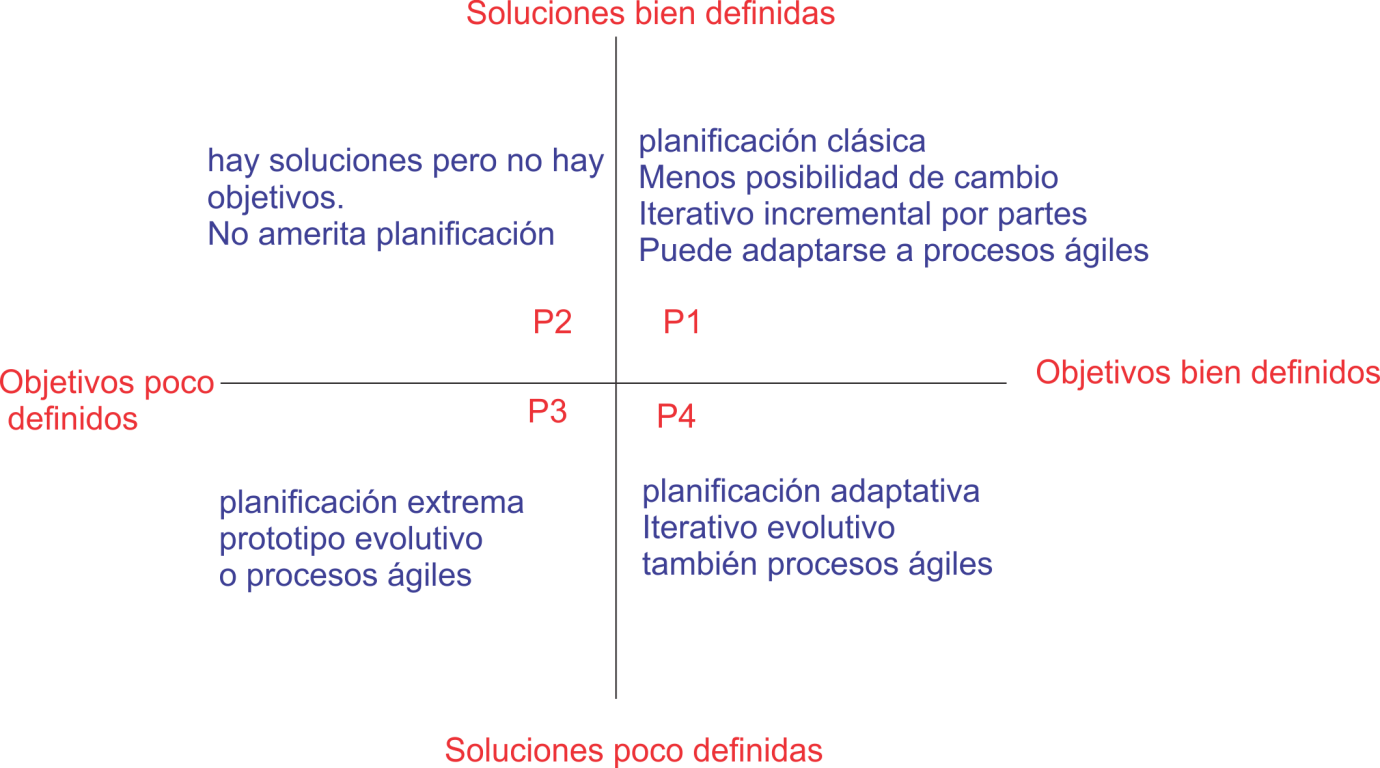 Soluciones bien definidas
hay soluciones pero no hay
objetivos.
No amerita planificación
planificación clásica
Menos posibilidad de cambio
Iterativo incremental por partes
Puede adaptarse a procesos ágiles
P2
P1
Objetivos poco
definidos
Objetivos bien definidos
P3
P4
planificación extrema
prototipo evolutivo
o procesos ágiles
planificación adaptativa
Iterativo evolutivo
también procesos ágiles
Soluciones poco definidas